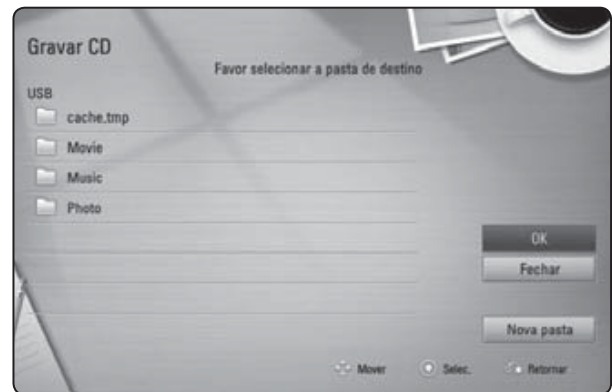 Gravar CD
Favor selecionar a pasta de destino
USB
cache.tmp
Movie
Music
Photo
OK
Fechar
Nova pasta
Mover Selec. Retornar